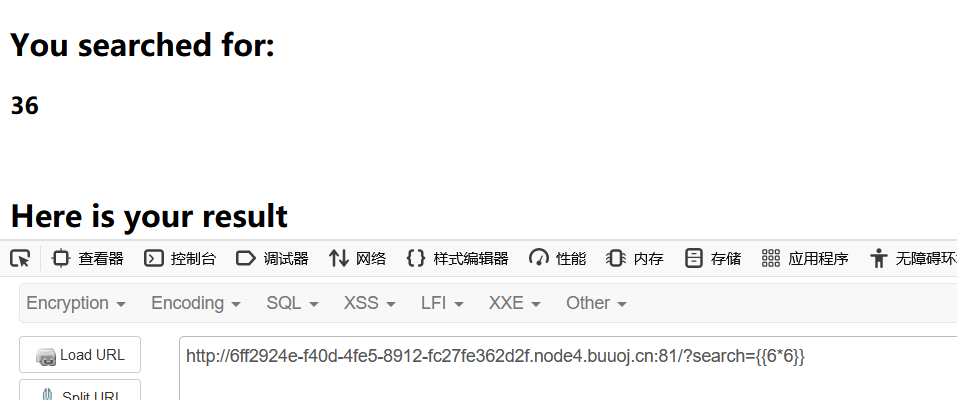 You searched for:
36
Here is your result
查看器 控制台 调试器 网络 样式编辑器 性能 内存 存储 应用程序 无障碍环
Encryption Encoding SQL XSS LFI XXE Other
Load URL http://6ff2924e-f40d-4fe5-8912-fc27fe362d2f.node4.buuoj.cn:81/?search={{6*6}}
Split URL